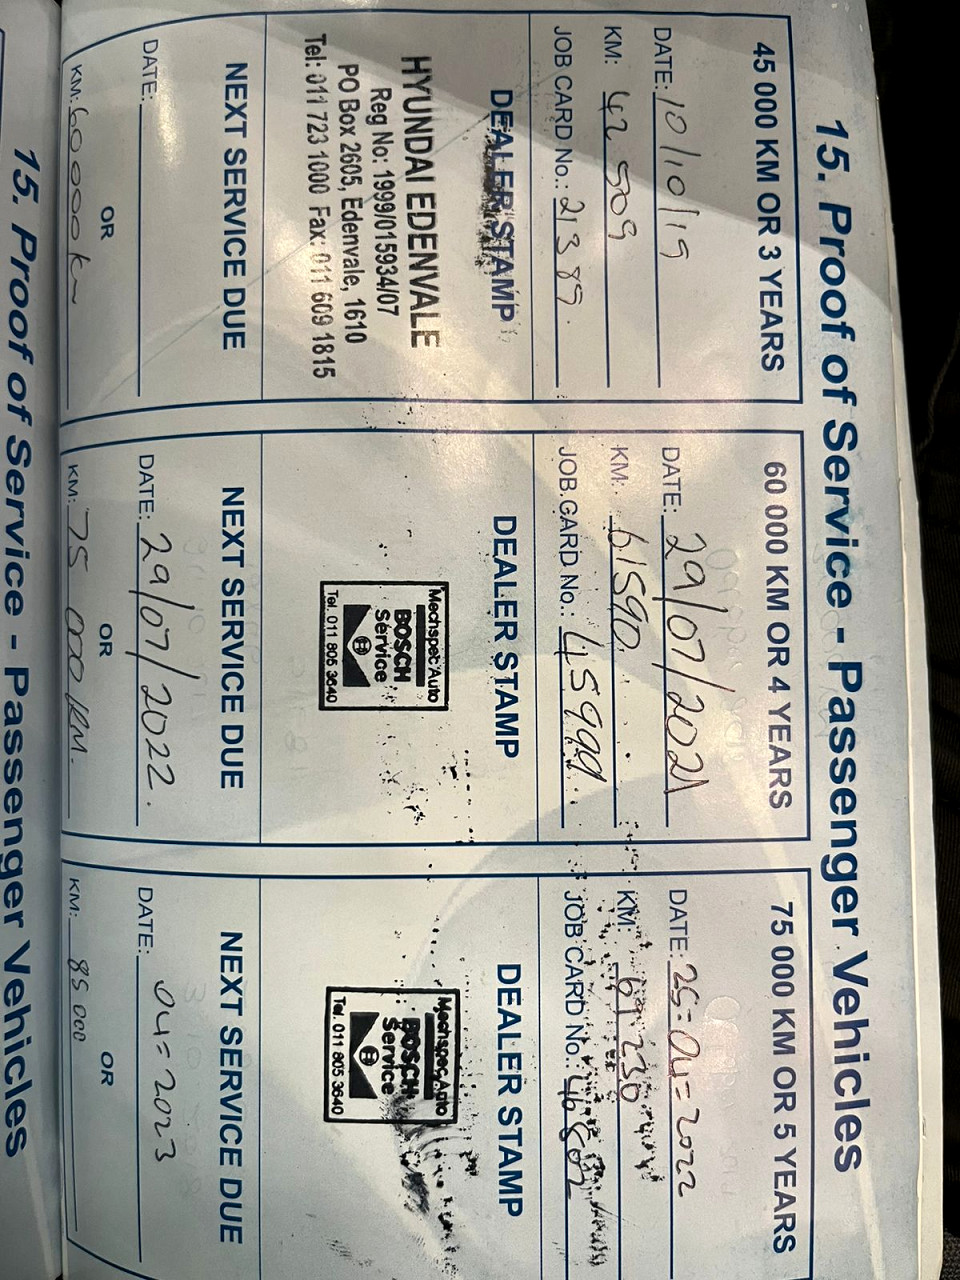 15. Proof of Service - Passenger Vehicles
45 000 KM OR 3 YEARS
DATE: 10/10/19
KM: 42 509
JOB CARD No.: 21389.
DEALER STAMP
HYUNDAI EDENVALE
Reg No: 1999/015934/07
PO Box 2605, Edenvale, 1610
Tel: 011 723 1000 Fax: 011 609 1815
NEXT SERVICE DUE
DATE:
OR
KM: 60 000 km
60 000 KM OR 4 YEARS
DATE: 29/07/2021
KM: 61590.
JOB CARD No.: 45999
DEALER STAMP
Mechspec Auto
BOSCH
Service
Tel. 011 805 3640
NEXT SERVICE DUE
DATE: 29/07/2022.
OR
KM: 75 000 KM.
75 000 KM OR 5 YEARS
DATE: 25-04-2022
KM: 69 230
JOB CARD No.:
DEALER STAMP
Mechspec Auto
BOSCH
Service
Tel. 011 805 3640
NEXT SERVICE DUE
DATE: 04-2023
OR
KM: 85 000
15. Proof of Service - Passenger Vehicles